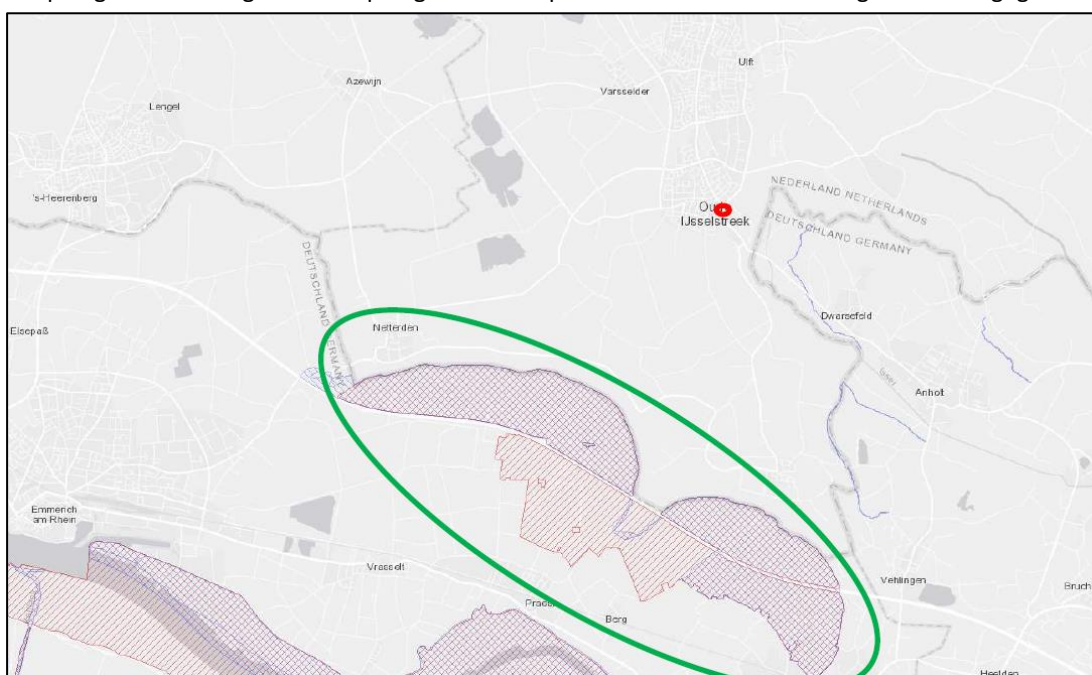 Ulft
Azewijn
Varsselder
Lengel
's-Heerenberg
NEDERLAND NETHERLANDS
IJsselstreek
DEUTSCHLAND GERMANY
DEUTSCHLAND GERMANY
Dwarsefeld
Netterden
Elsepaß
Anholt
Emmerich
am Rhein
Vrasselt
Vehlingen
Bruch
Berg
Heelden